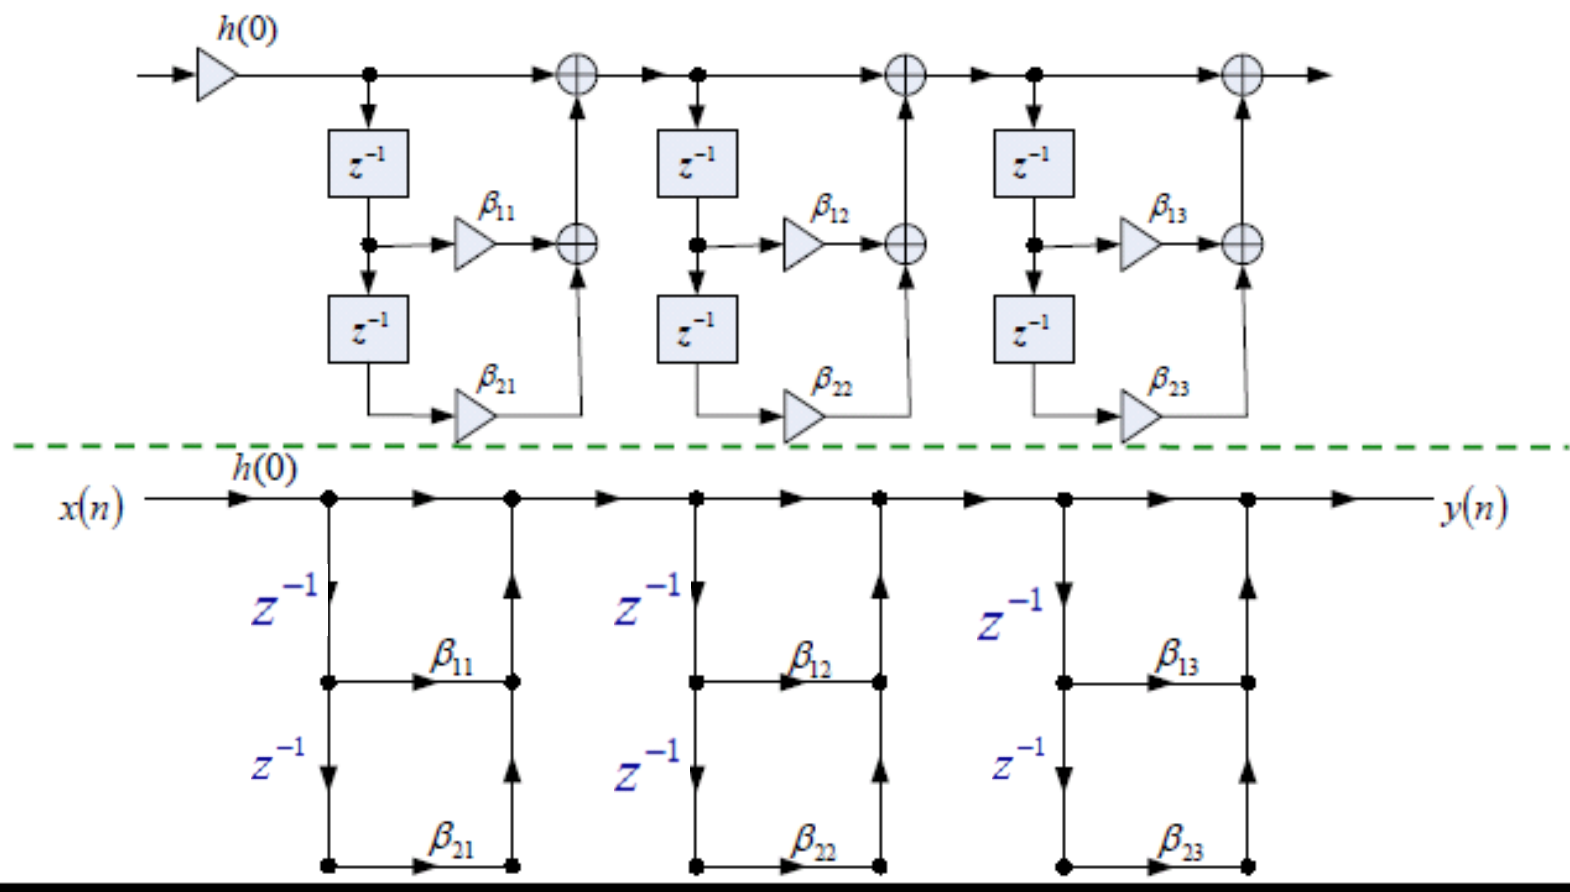 h(0)
z⁻¹ z⁻¹ z⁻¹
β₁₁ β₁₂ β₁₃
z⁻¹ z⁻¹ z⁻¹
β₂₁ β₂₂ β₂₃
h(0)
x(n) y(n)
z⁻¹ z⁻¹ z⁻¹
β₁₁ β₁₂ β₁₃
z⁻¹ z⁻¹ z⁻¹
β₂₁ β₂₂ β₂₃